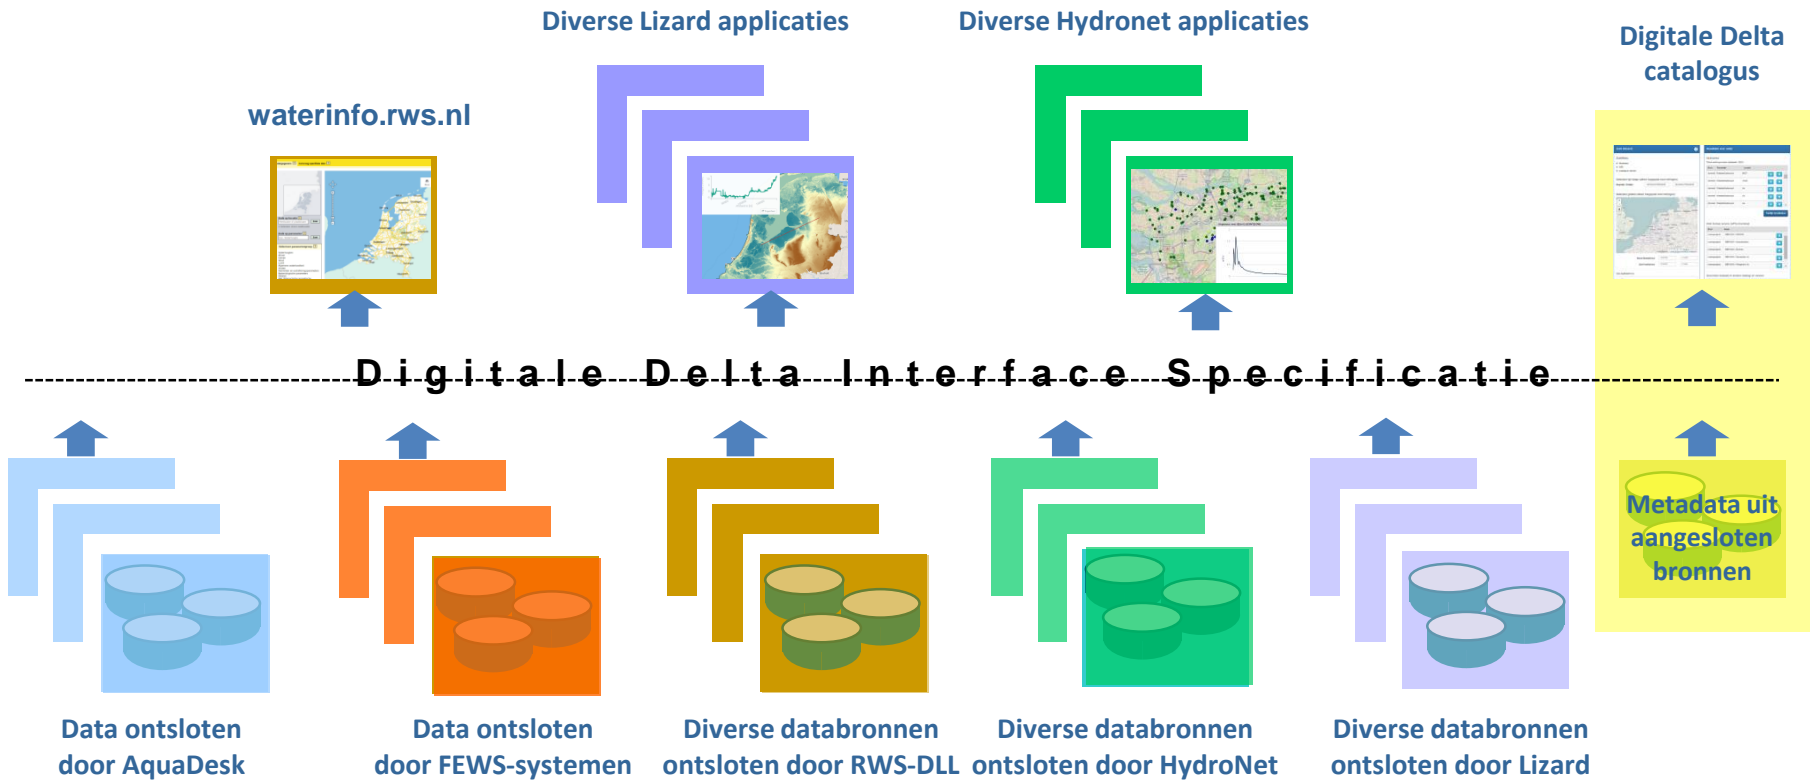 Diverse Lizard applicaties
Diverse Hydronet applicaties
Digitale Delta
catalogus
waterinfo.rws.nl
Digitale Delta Interface Specificatie
Metadata uit
aangesloten
bronnen
Data ontsloten
door AquaDesk
Data ontsloten
door FEWS-systemen
Diverse databronnen
ontsloten door RWS-DLL
Diverse databronnen
ontsloten door HydroNet
Diverse databronnen
ontsloten door Lizard